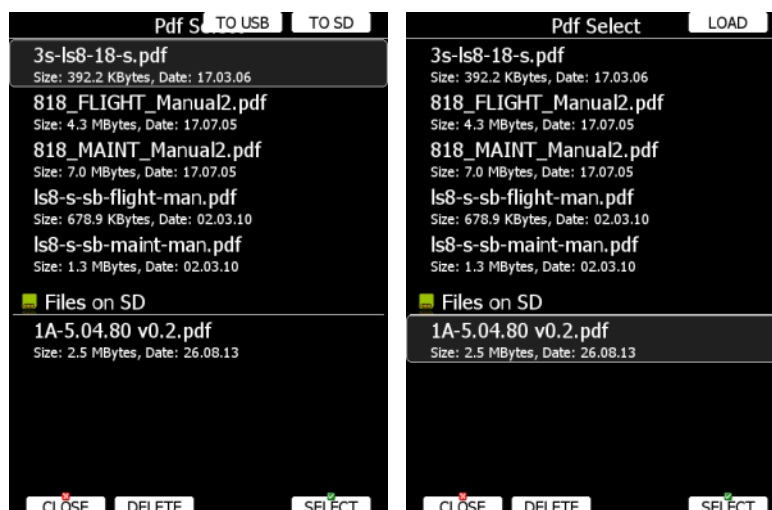 Pdf S
TO USB
TO SD
3s-ls8-18-s.pdf
Size: 392.2 KBytes, Date: 17.03.06
818_FLIGHT_Manual2.pdf
Size: 4.3 MBytes, Date: 17.07.05
818_MAINT_Manual2.pdf
Size: 7.0 MBytes, Date: 17.07.05
ls8-s-sb-flight-man.pdf
Size: 678.9 KBytes, Date: 02.03.10
ls8-s-sb-maint-man.pdf
Size: 1.3 MBytes, Date: 02.03.10
Files on SD
1A-5.04.80 v0.2.pdf
Size: 2.5 MBytes, Date: 26.08.13
CLOSE
DELETE
SELECT
Pdf Select
LOAD
3s-ls8-18-s.pdf
Size: 392.2 KBytes, Date: 17.03.06
818_FLIGHT_Manual2.pdf
Size: 4.3 MBytes, Date: 17.07.05
818_MAINT_Manual2.pdf
Size: 7.0 MBytes, Date: 17.07.05
ls8-s-sb-flight-man.pdf
Size: 678.9 KBytes, Date: 02.03.10
ls8-s-sb-maint-man.pdf
Size: 1.3 MBytes, Date: 02.03.10
Files on SD
1A-5.04.80 v0.2.pdf
Size: 2.5 MBytes, Date: 26.08.13
CLOSE
DELETE
SELECT